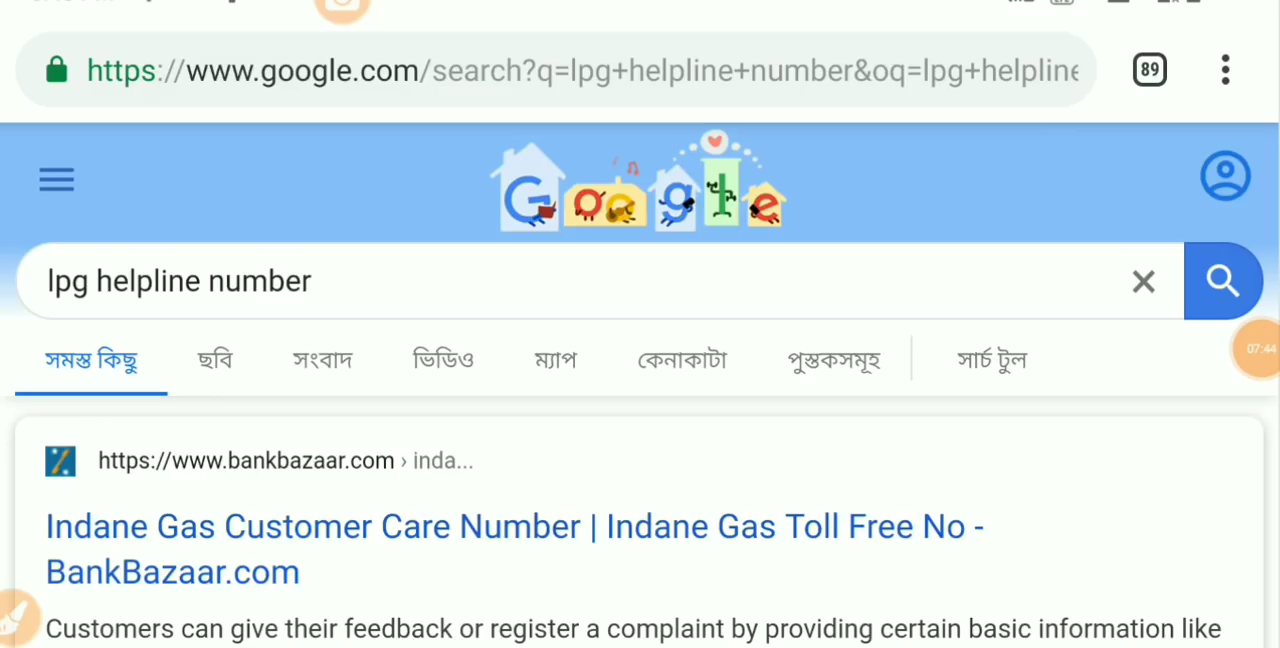 https://www.google.com/search?q=lpg+helpline+number&oq=lpg+helpline
89
Google
lpg helpline number
সমস্ত কিছু ছবি সংবাদ ভিডিও ম্যাপ কেনাকাটা পুস্তকসমূহ সার্চ টুল
07:44
https://www.bankbazaar.com › inda...
Indane Gas Customer Care Number | Indane Gas Toll Free No -
BankBazaar.com
Customers can give their feedback or register a complaint by providing certain basic information like